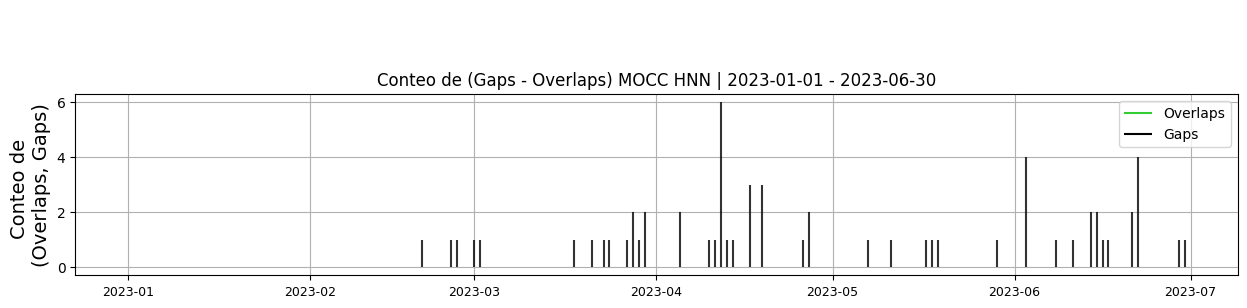 Conteo de (Gaps - Overlaps) MOCC HNN | 2023-01-01 - 2023-06-30
Conteo de
(Overlaps, Gaps)
6
4
2
0
Overlaps
Gaps
2023-01
2023-02
2023-03
2023-04
2023-05
2023-06
2023-07